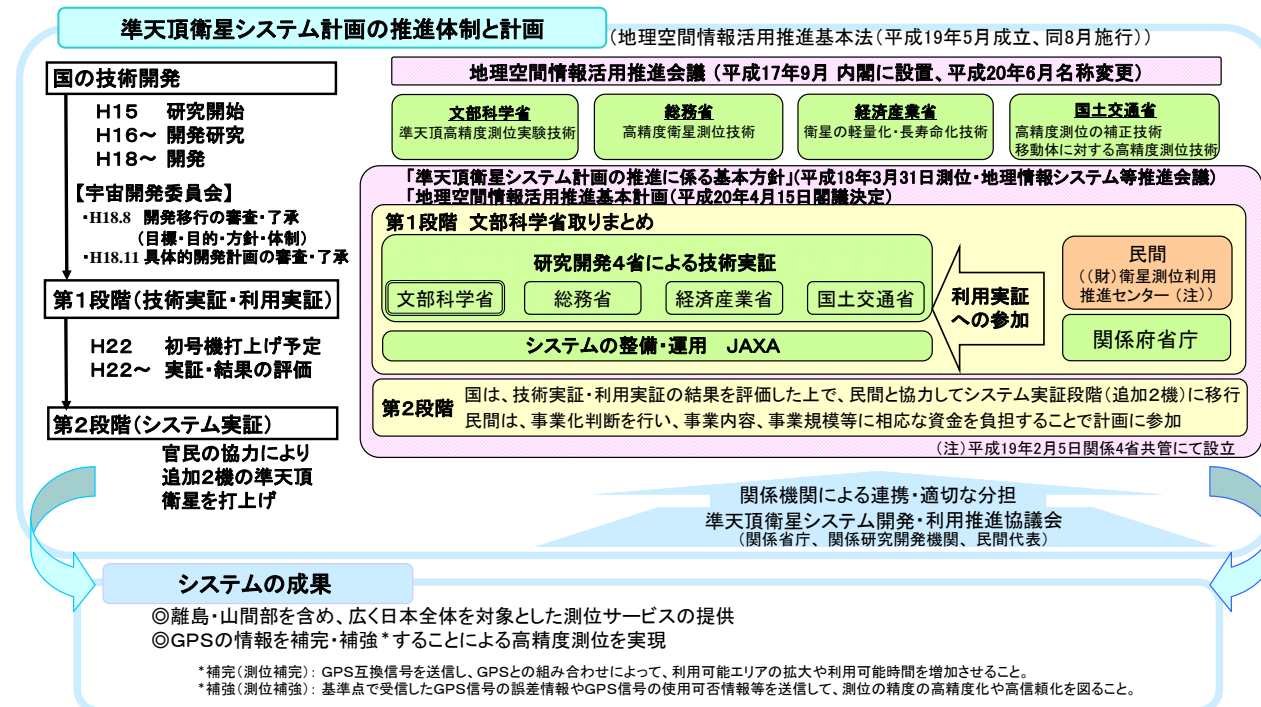 準天頂衛星システム計画の推進体制と計画
(地理空間情報活用推進基本法(平成19年5月成立、同8月施行))
国の技術開発
H15 研究開始
H16～ 開発研究
H18～ 開発
【宇宙開発委員会】
・H18.8 開発移行の審査・了承
(目標・目的・方針・体制)
・H18.11 具体的開発計画の審査・了承
第1段階(技術実証・利用実証)
H22 初号機打上げ予定
H22～ 実証・結果の評価
第2段階(システム実証)
官民の協力により
追加2機の準天頂
衛星を打上げ
地理空間情報活用推進会議 (平成17年9月 内閣に設置、平成20年6月名称変更)
文部科学省
準天頂高精度測位実験技術
総務省
高精度衛星測位技術
経済産業省
衛星の軽量化・長寿命化技術
国土交通省
高精度測位の補正技術
移動体に対する高精度測位技術
「準天頂衛星システム計画の推進に係る基本方針」(平成18年3月31日測位・地理情報システム等推進会議)
「地理空間情報活用推進基本計画(平成20年4月15日閣議決定)
第1段階 文部科学省取りまとめ
研究開発4省による技術実証
文部科学省
総務省
経済産業省
国土交通省
システムの整備・運用 JAXA
利用実証
への参加
民間
((財)衛星測位利用
推進センター (注))
関係府省庁
第2段階
国は、技術実証・利用実証の結果を評価した上で、民間と協力してシステム実証段階(追加2機)に移行
民間は、事業化判断を行い、事業内容、事業規模等に相応な資金を負担することで計画に参加
(注)平成19年2月5日関係4省共管にて設立
関係機関による連携・適切な分担
準天頂衛星システム開発・利用推進協議会
(関係省庁、関係研究開発機関、民間代表)
システムの成果
◎離島・山間部を含め、広く日本全体を対象とした測位サービスの提供
◎GPSの情報を補完・補強*することによる高精度測位を実現
*補完(測位補完): GPS互換信号を送信し、GPSとの組み合わせによって、利用可能エリアの拡大や利用可能時間を増加させること。
*補強(測位補強): 基準点で受信したGPS信号の誤差情報やGPS信号の使用可否情報等を送信して、測位の精度の高精度化や高信頼化を図ること。